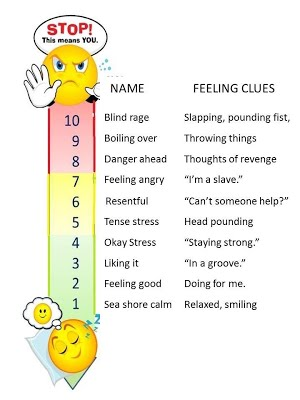 STOP!
This means YOU.
NAME FEELING CLUES
10 Blind rage Slapping, pounding fist,
9 Boiling over Throwing things
8 Danger ahead Thoughts of revenge
7 Feeling angry “I’m a slave.”
6 Resentful “Can’t someone help?”
5 Tense stress Head pounding
4 Okay Stress “Staying strong.”
3 Liking it “In a groove.”
2 Feeling good Doing for me.
1 Sea shore calm Relaxed, smiling
z z z